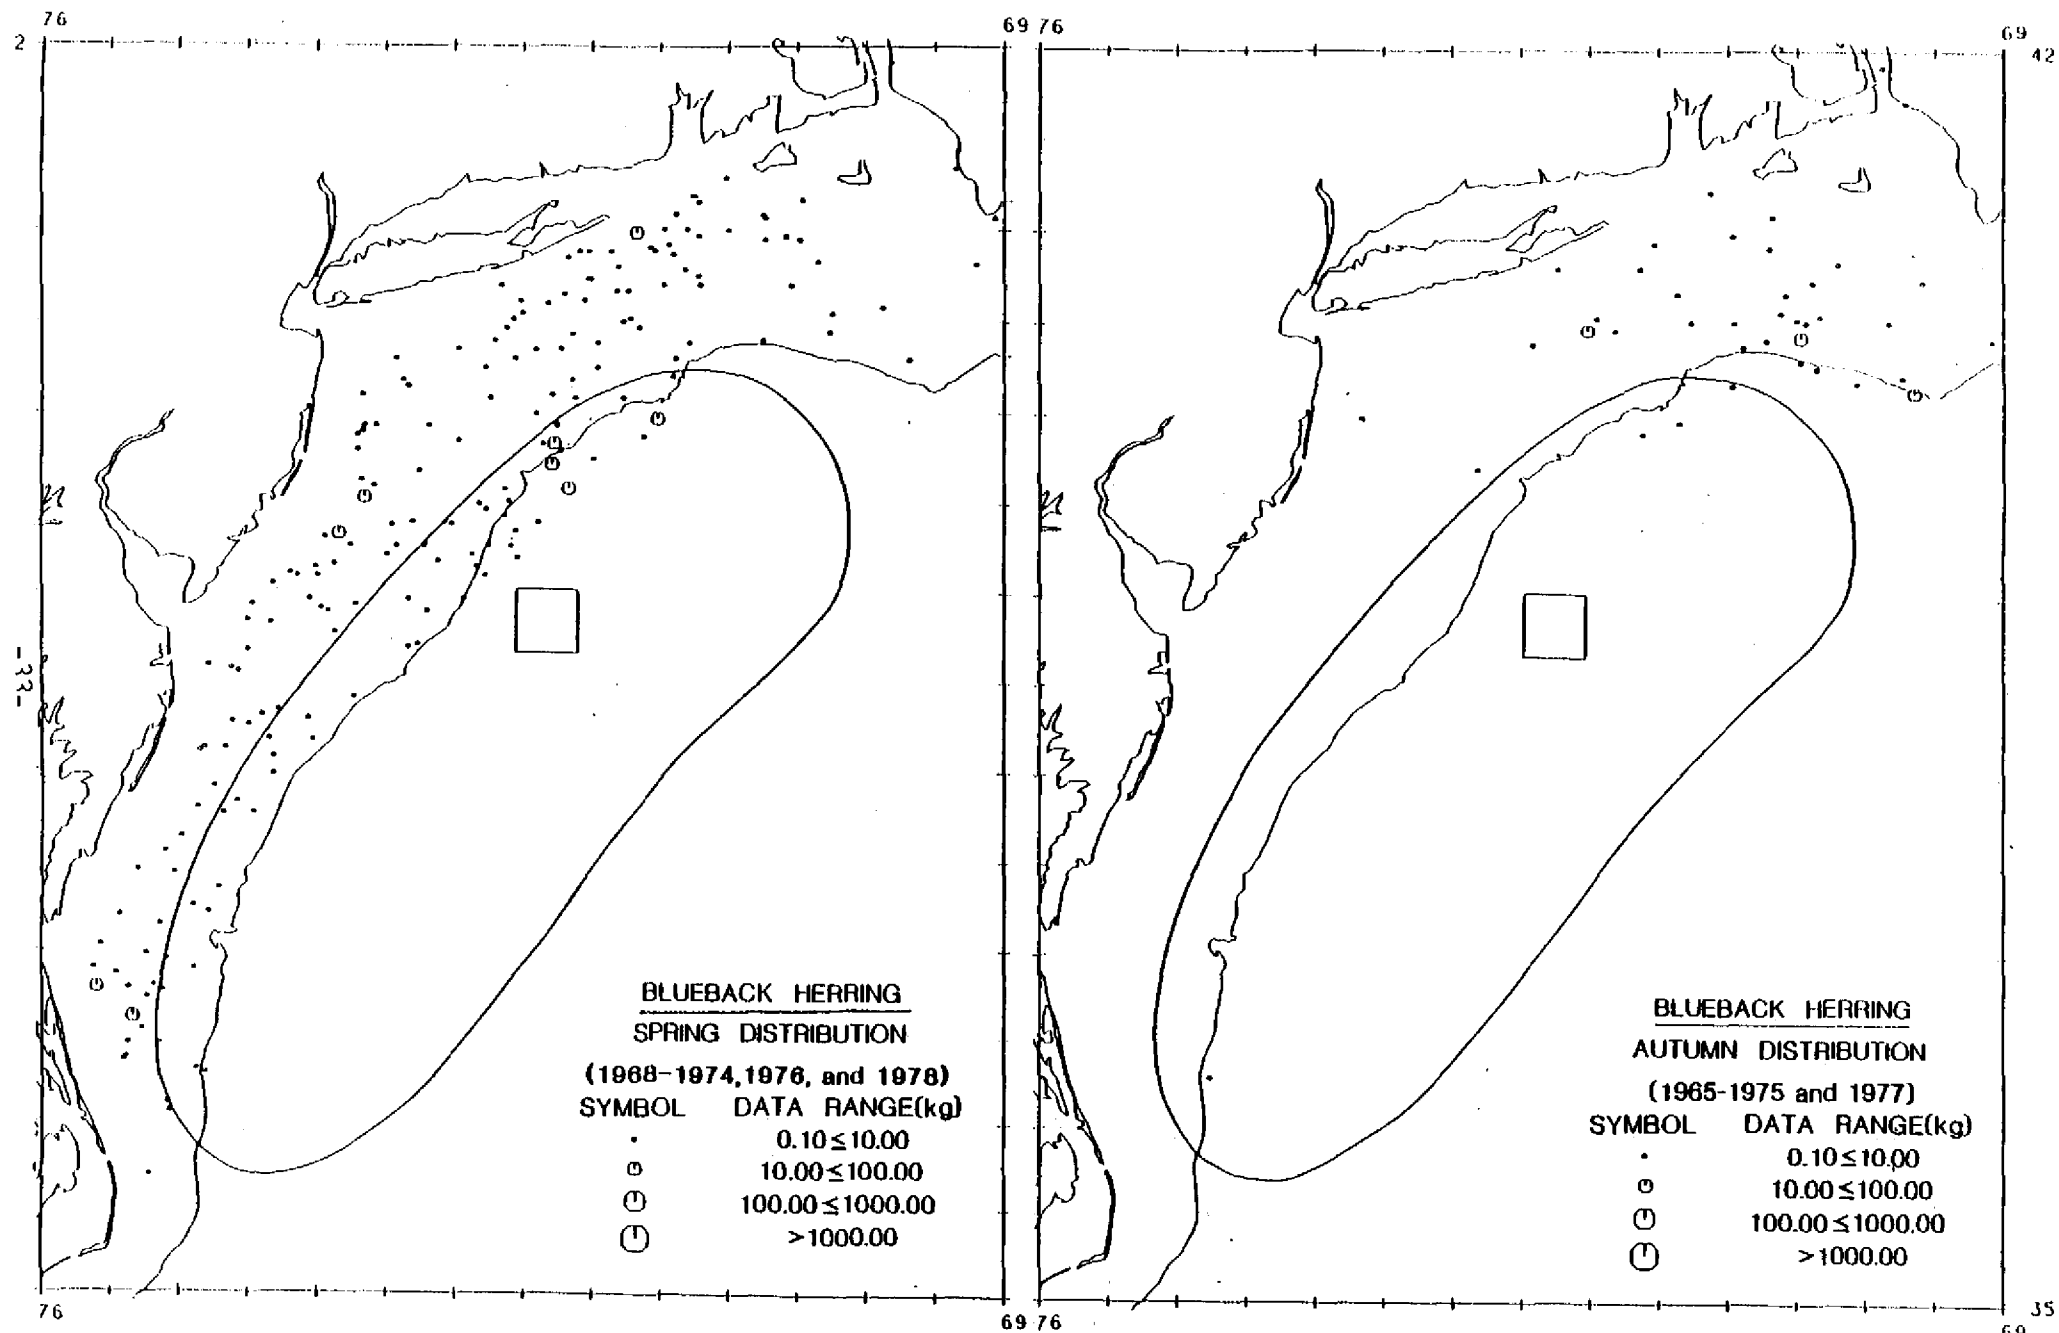 76
69 76
69
2
42
-33-
BLUEBACK HERRING
SPRING DISTRIBUTION
(1968-1974,1976, and 1978)
SYMBOL DATA RANGE(kg)
0.10≤10.00
10.00≤100.00
100.00≤1000.00
>1000.00
BLUEBACK HERRING
AUTUMN DISTRIBUTION
(1965-1975 and 1977)
SYMBOL DATA RANGE(kg)
0.10≤10.00
10.00≤100.00
100.00≤1000.00
>1000.00
76
69 76
35
69